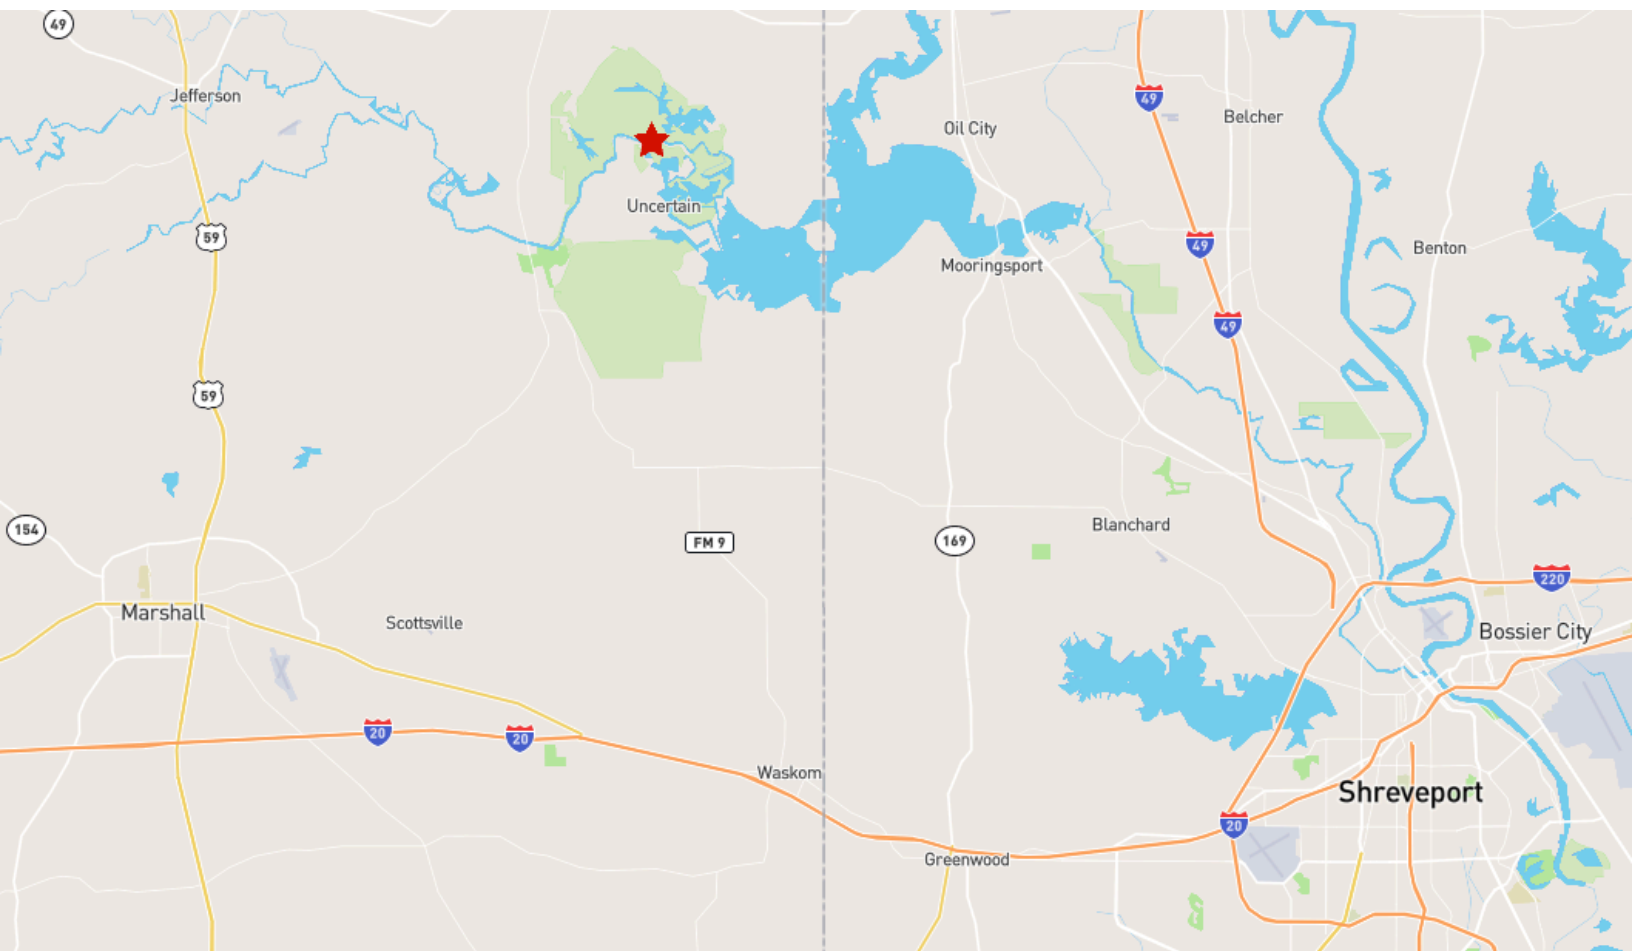 49
Jefferson
49
Belcher
Oil City
Uncertain
59
49
Benton
Mooringsport
49
59
154
Blanchard
FM 9
169
220
Marshall
Scottsville
Bossier City
20
20
Waskom
Shreveport
20
Greenwood